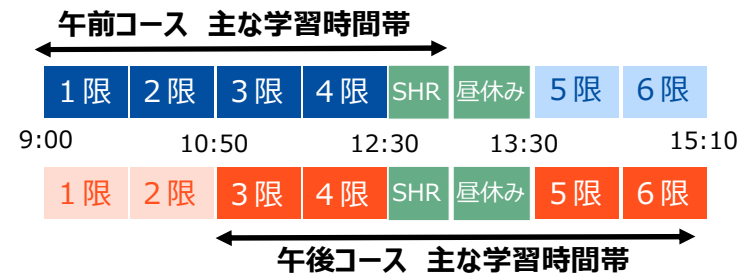 午前コース 主な学習時間帯
1限 2限 3限 4限 SHR 昼休み 5限 6限
9:00 10:50 12:30 13:30 15:10
1限 2限 3限 4限 SHR 昼休み 5限 6限
午後コース 主な学習時間帯